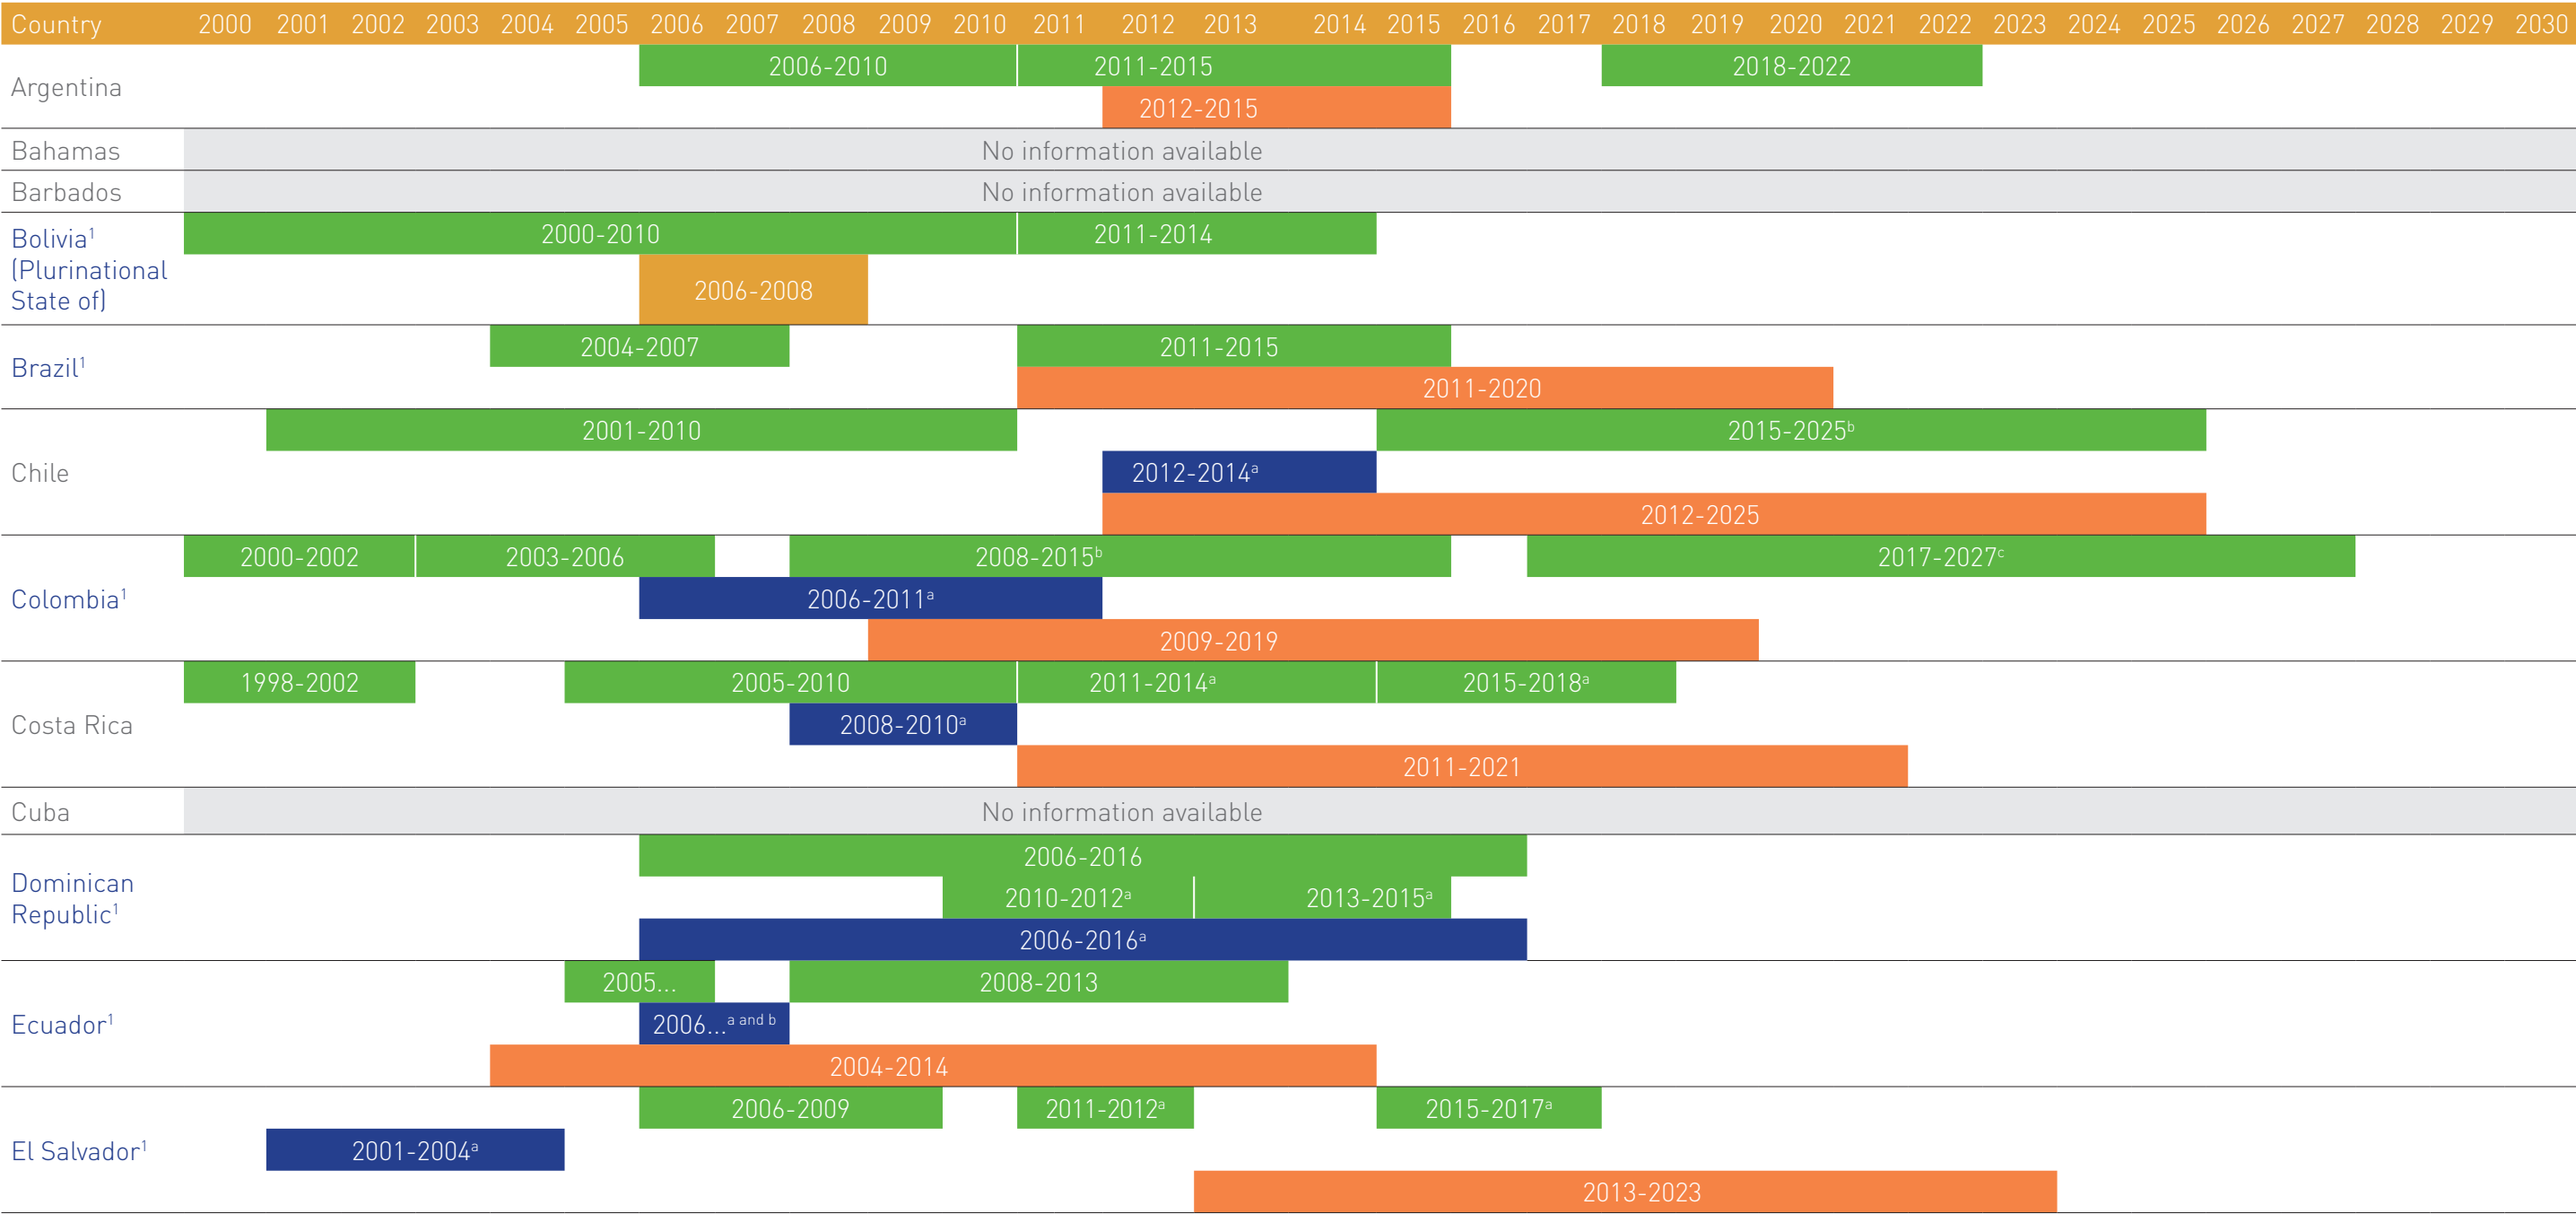 Country 2000 2001 2002 2003 2004 2005 2006 2007 2008 2009 2010 2011 2012 2013 2014 2015 2016 2017 2018 2019 2020 2021 2022 2023 2024 2025 2026 2027 2028 2029 2030
Argentina
2006-2010 2011-2015 2018-2022
2012-2015
Bahamas No information available
Barbados No information available
Bolivia¹
(Plurinational
State of)
2000-2010 2011-2014
2006-2008
Brazil¹
2004-2007 2011-2015
2011-2020
Chile
2001-2010 2015-2025ᵇ
2012-2014ᵃ
2012-2025
Colombia¹
2000-2002 2003-2006 2008-2015ᵇ 2017-2027ᶜ
2006-2011ᵃ
2009-2019
Costa Rica
1998-2002 2005-2010 2011-2014ᵃ 2015-2018ᵃ
2008-2010ᵃ
2011-2021
Cuba No information available
Dominican
Republic¹
2006-2016
2010-2012ᵃ 2013-2015ᵃ
2006-2016ᵃ
Ecuador¹
2005... 2008-2013
2006...ᵃ ᵃⁿᵈ ᵇ
2004-2014
El Salvador¹
2006-2009 2011-2012ᵃ 2015-2017ᵃ
2001-2004ᵃ
2013-2023